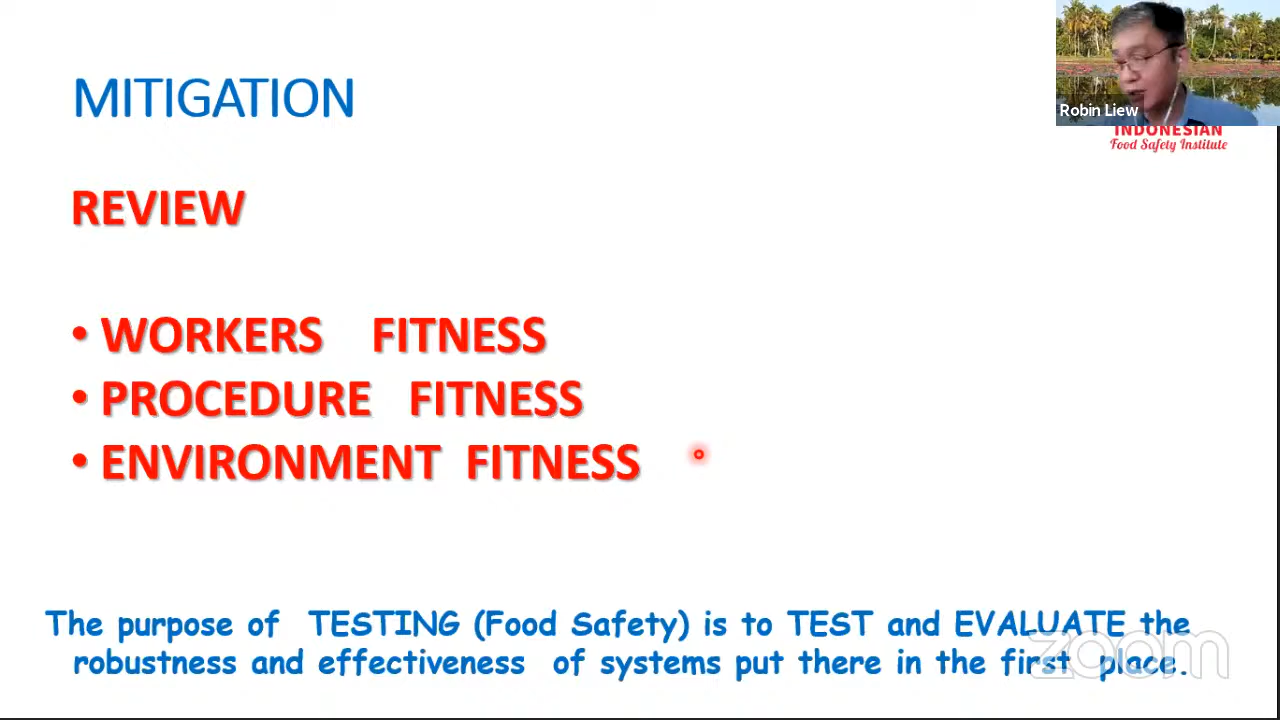 MITIGATION
Robin Liew
INDONESIAN
Food Safety Institute
REVIEW
• WORKERS FITNESS
• PROCEDURE FITNESS
• ENVIRONMENT FITNESS
The purpose of TESTING (Food Safety) is to TEST and EVALUATE the
robustness and effectiveness of systems put there in the first place.
zoom